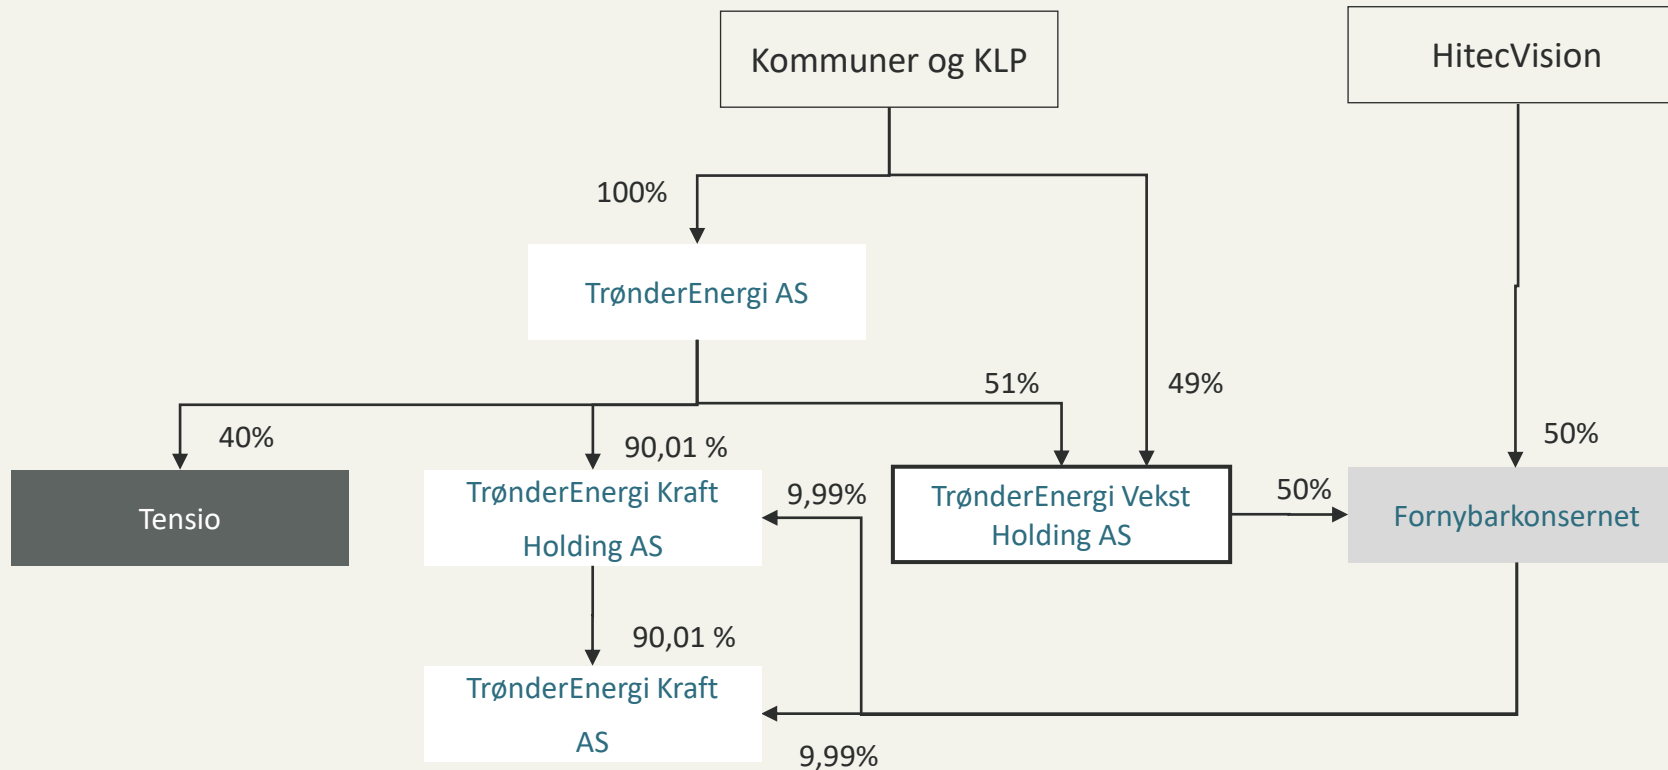 Kommuner og KLP
HitecVision
100%
TrønderEnergi AS
51%
49%
40%
90,01 %
50%
Tensio
TrønderEnergi Kraft
Holding AS
9,99%
TrønderEnergi Vekst
Holding AS
50%
Fornybarkonsernet
90,01 %
TrønderEnergi Kraft
AS
9,99%